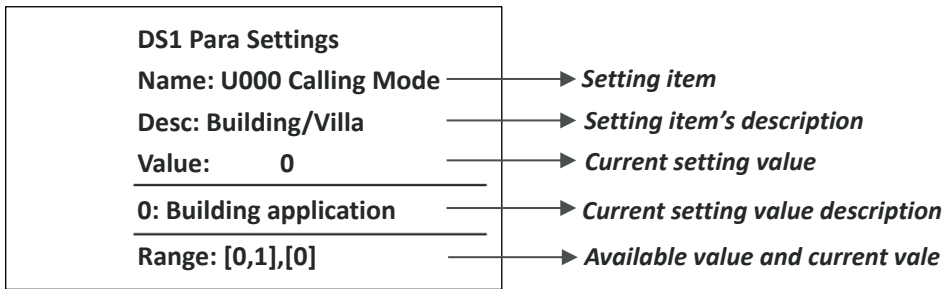 DS1 Para Settings
Name: U000 Calling Mode Setting item
Desc: Building/Villa Setting item's description
Value: 0 Current setting value
0: Building application Current setting value description
Range: [0,1],[0] Available value and current vale